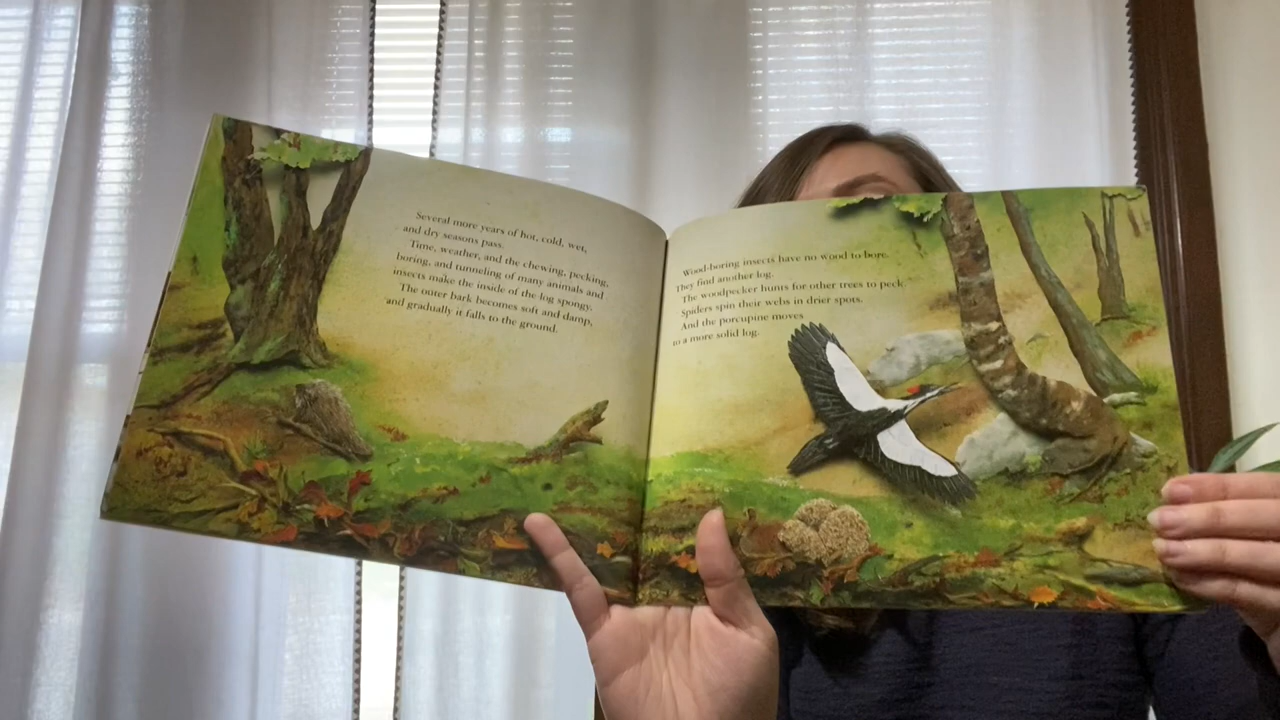 Several more years of hot, cold, wet,
and dry seasons pass.
Time, weather, and the chewing, pecking,
boring, and tunneling of many animals and
insects make the inside of the log spongy.
The outer bark becomes soft and damp,
and gradually it falls to the ground.
Wood-boring insects have no wood to bore.
They find another log.
The woodpecker hunts for other trees to peck.
Spiders spin their webs in drier spots.
And the porcupine moves
to a more solid log.